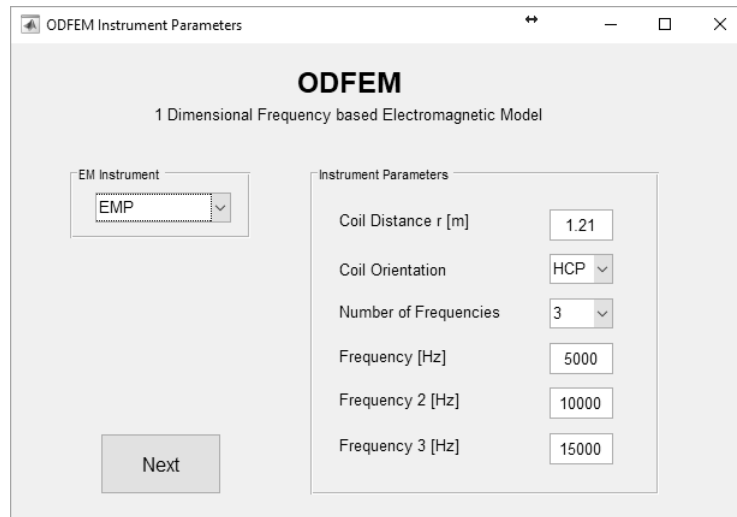 ODFEM Instrument Parameters
ODFEM
1 Dimensional Frequency based Electromagnetic Model
EM Instrument
EMP
Instrument Parameters
Coil Distance r [m] 1.21
Coil Orientation HCP
Number of Frequencies 3
Frequency [Hz] 5000
Frequency 2 [Hz] 10000
Frequency 3 [Hz] 15000
Next